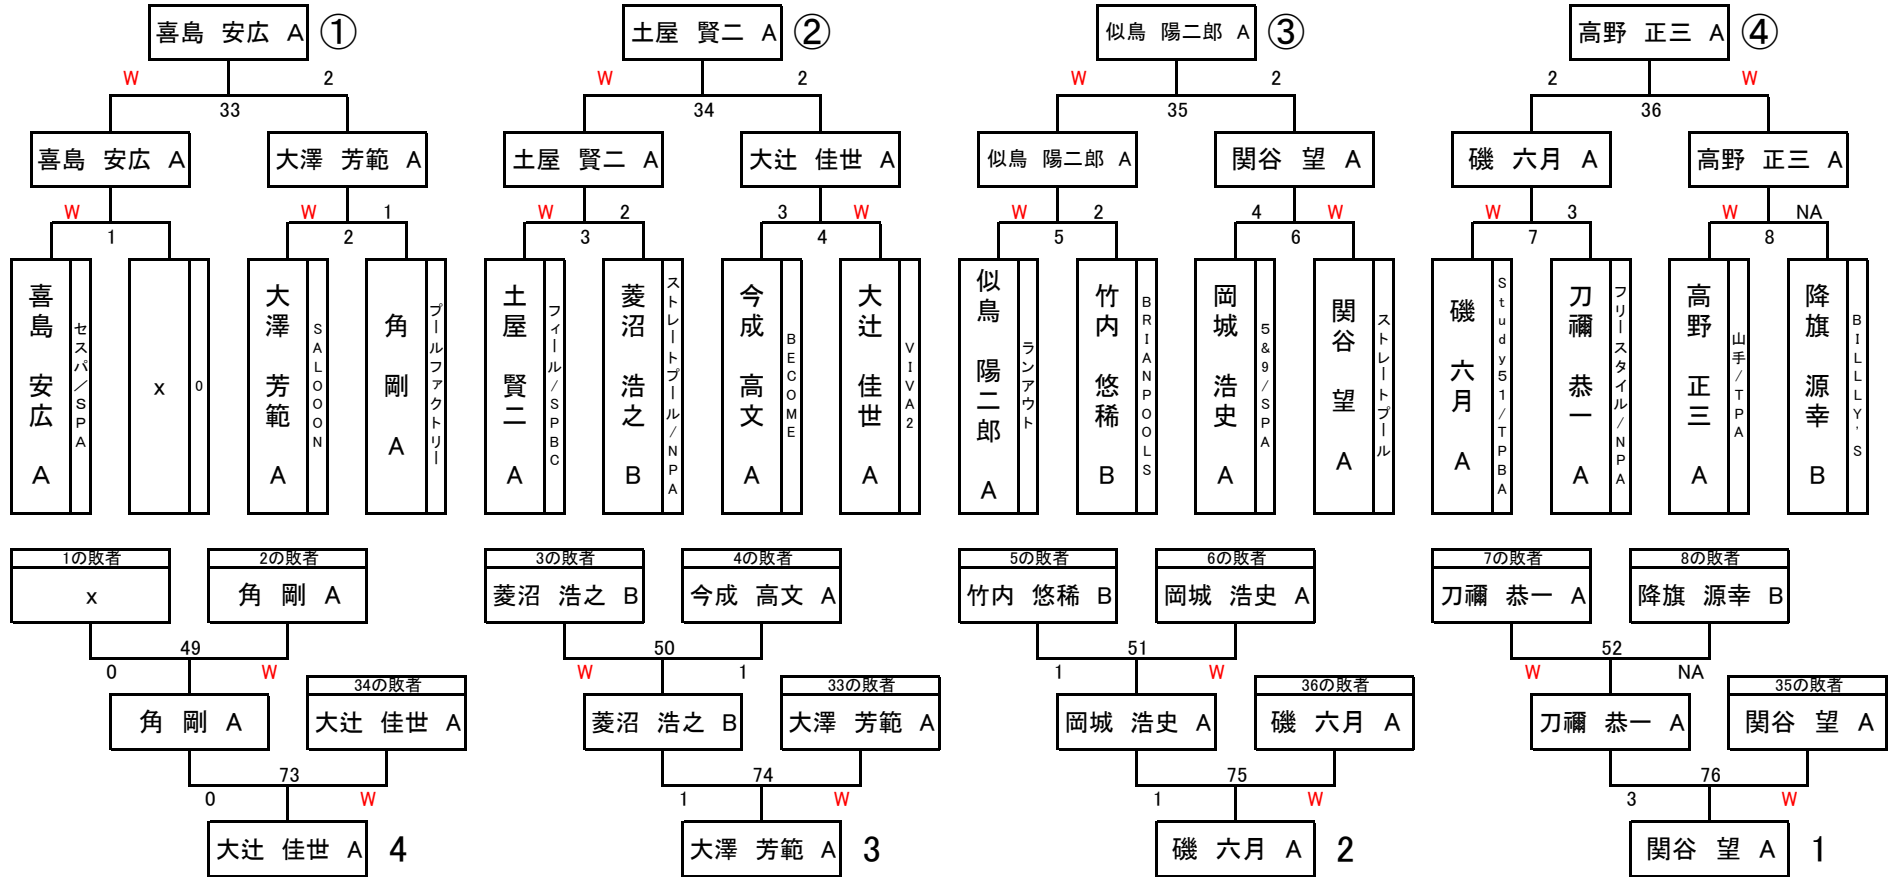 喜島 安広 A ①
土屋 賢二 A ②
似鳥 陽二郎 A ③
高野 正三 A ④
W 2
W 2
W 2
2 W
33
34
35
36
喜島 安広 A
大澤 芳範 A
土屋 賢二 A
大辻 佳世 A
似鳥 陽二郎 A
関谷 望 A
磯 六月 A
高野 正三 A
W
W 1
W 2
3 W
W 2
4 W
W 3
W NA
1
2
3
4
5
6
7
8
喜島 安広 A
セスパ/SPA
x
0
大澤 芳範 A
SALOOON
角 剛 A
プールファクトリー
土屋 賢二 A
フィール/SPBC
菱沼 浩之 B
ストレートプール/NPA
今成 高文 A
BECOME
大辻 佳世 A
VIVA2
似鳥 陽二郎 A
ランアウト
竹内 悠稀 B
BRIANPOOLS
岡城 浩史 A
5&9/SPA
関谷 望 A
ストレートプール
磯 六月 A
Study51/TPBA
刀禰 恭一 A
フリースタイル/NPA
高野 正三 A
山手/TPA
降旗 源幸 B
BILLLY'S
1の敗者
2の敗者
3の敗者
4の敗者
5の敗者
6の敗者
7の敗者
8の敗者
x
角 剛 A
菱沼 浩之 B
今成 高文 A
竹内 悠稀 B
岡城 浩史 A
刀禰 恭一 A
降旗 源幸 B
49
50
51
52
0 W
W 1
1 W
W NA
34の敗者
33の敗者
36の敗者
35の敗者
角 剛 A
大辻 佳世 A
菱沼 浩之 B
大澤 芳範 A
岡城 浩史 A
磯 六月 A
刀禰 恭一 A
関谷 望 A
73
74
75
76
0 W
1 W
1 W
3 W
大辻 佳世 A 4
大澤 芳範 A 3
磯 六月 A 2
関谷 望 A 1